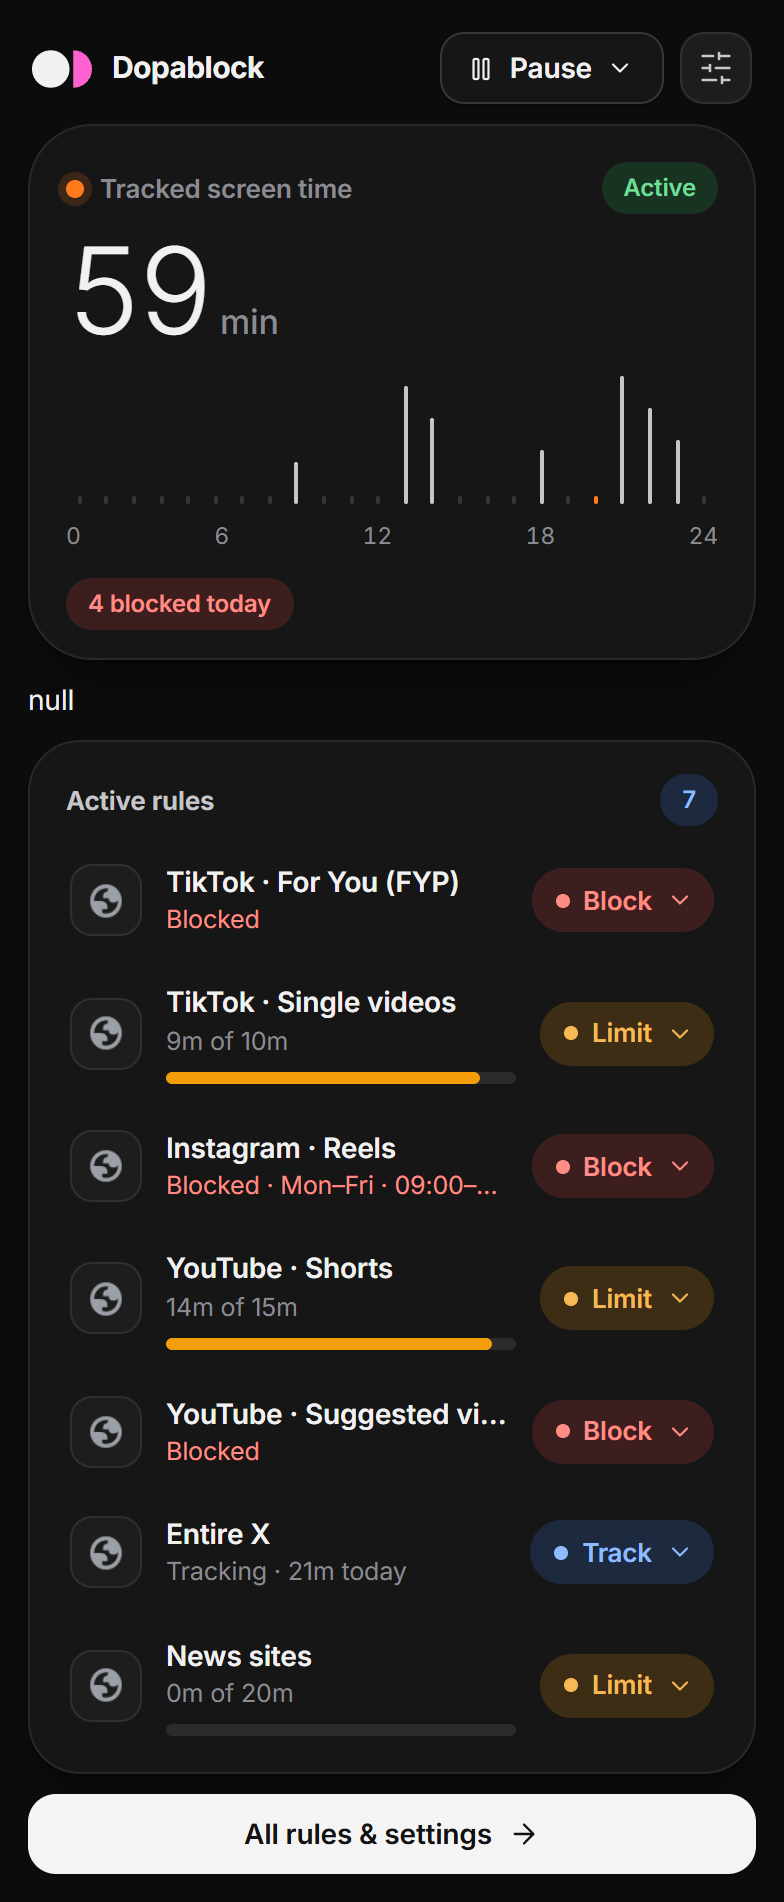 Dopablock
Pause
Tracked screen time
Active
59 min
0 6 12 18 24
4 blocked today
null
Active rules
7
TikTok · For You (FYP)
Blocked
Block
TikTok · Single videos
9m of 10m
Limit
Instagram · Reels
Blocked · Mon–Fri · 09:00–...
Block
YouTube · Shorts
14m of 15m
Limit
YouTube · Suggested vi...
Blocked
Block
Entire X
Tracking · 21m today
Track
News sites
0m of 20m
Limit
All rules & settings →